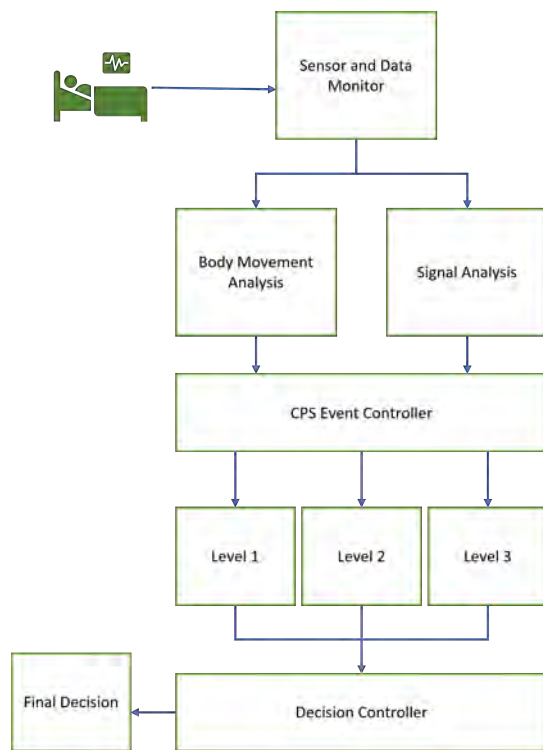 Sensor and Data
Monitor
Body Movement
Analysis
Signal Analysis
CPS Event Controller
Level 1
Level 2
Level 3
Final Decision
Decision Controller